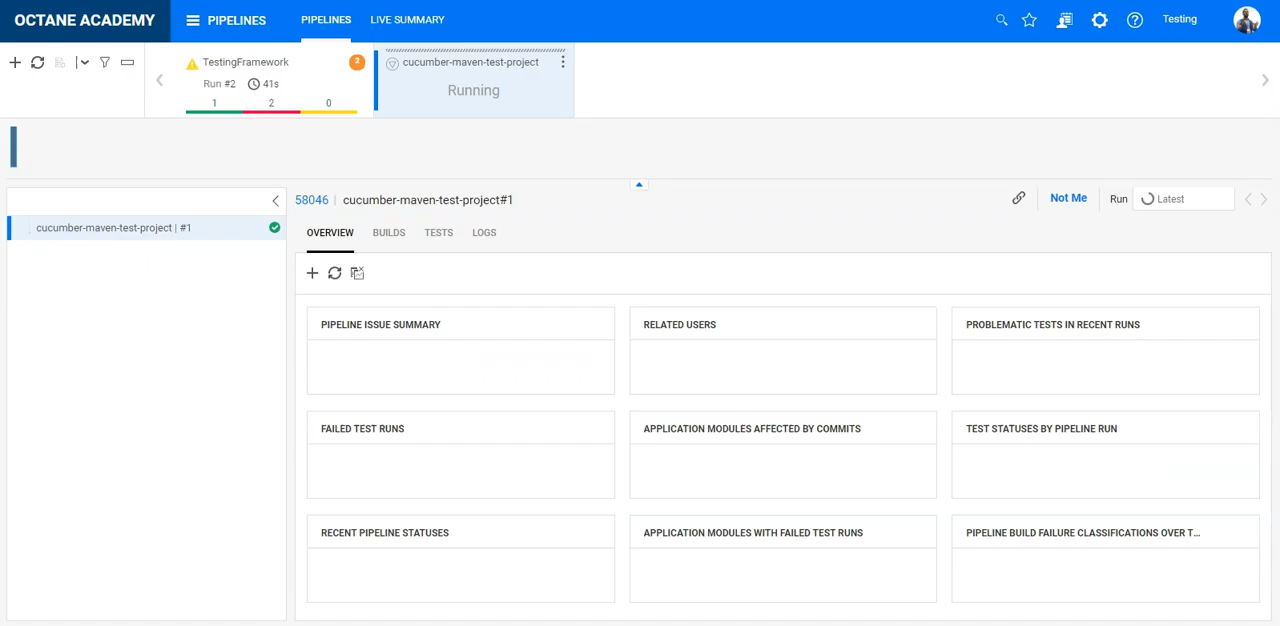 OCTANE ACADEMY
PIPELINES
PIPELINES
LIVE SUMMARY
Testing
TestingFramework
2
Run #2
41s
1
2
0
cucumber-maven-test-project
Running
cucumber-maven-test-project | #1
58046 | cucumber-maven-test-project#1
Not Me
Run
Latest
OVERVIEW
BUILDS
TESTS
LOGS
PIPELINE ISSUE SUMMARY
RELATED USERS
PROBLEMATIC TESTS IN RECENT RUNS
FAILED TEST RUNS
APPLICATION MODULES AFFECTED BY COMMITS
TEST STATUSES BY PIPELINE RUN
RECENT PIPELINE STATUSES
APPLICATION MODULES WITH FAILED TEST RUNS
PIPELINE BUILD FAILURE CLASSIFICATIONS OVER T...